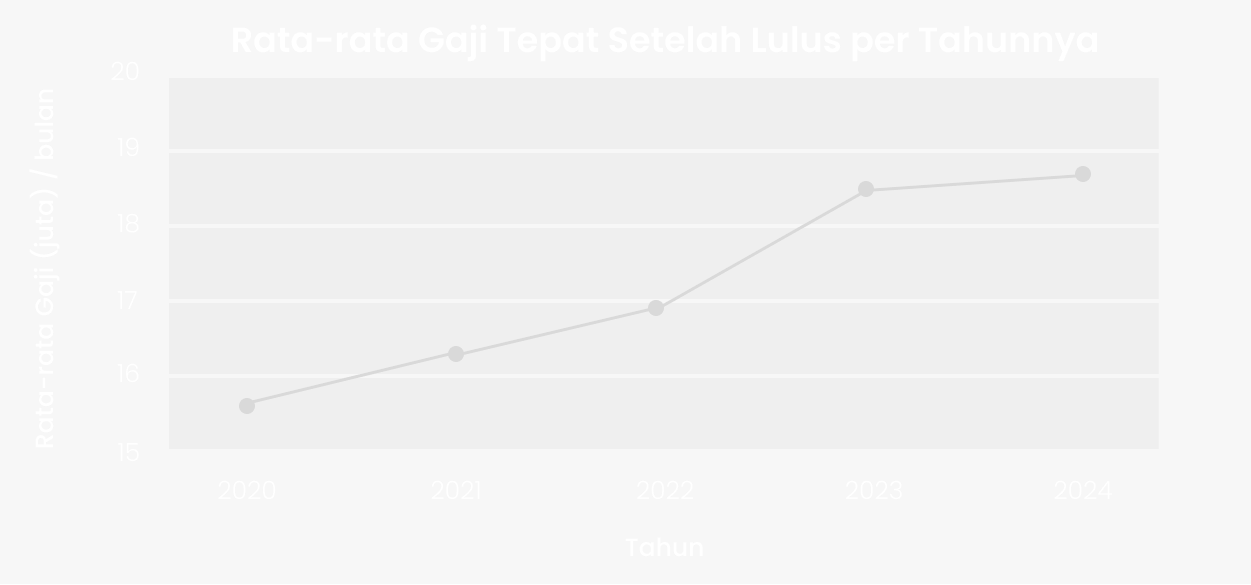 Rata-rata Gaji Tepat Setelah Lulus per Tahunnya
Rata-rata Gaji (juta) / bulan
20
19
18
17
16
15
2020 2021 2022 2023 2024
Tahun